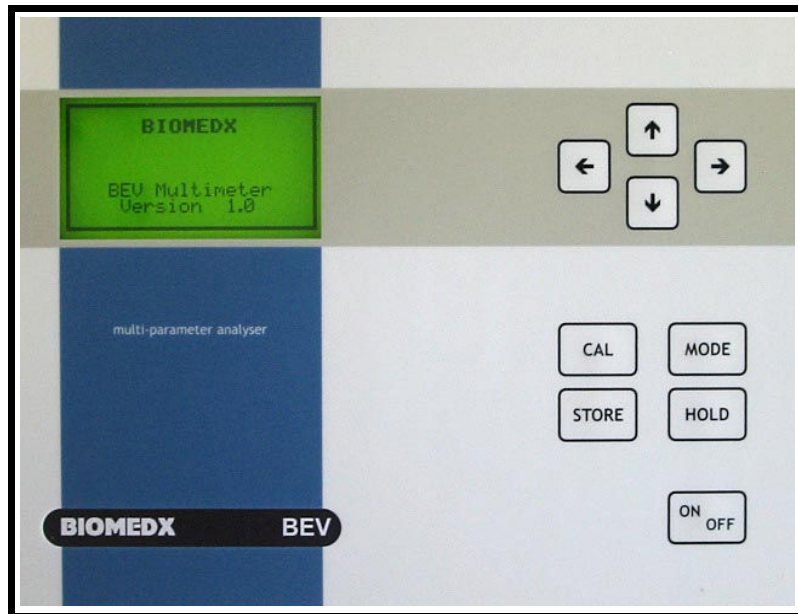 BIOMEDX
BEV Multimeter
Version 1.0
multi-parameter analyser
CAL
MODE
STORE
HOLD
ON OFF
BIOMEDX BEV